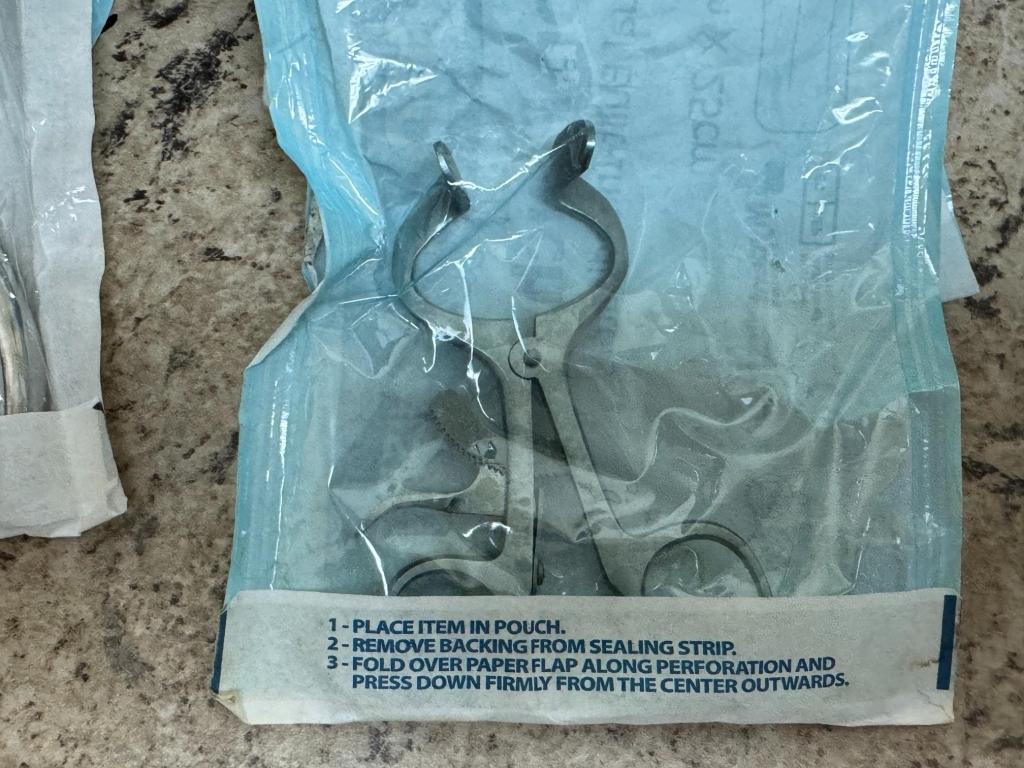 x 25cm
1 - PLACE ITEM IN POUCH.
2 - REMOVE BACKING FROM SEALING STRIP.
3 - FOLD OVER PAPER FLAP ALONG PERFORATION AND
PRESS DOWN FIRMLY FROM THE CENTER OUTWARDS.